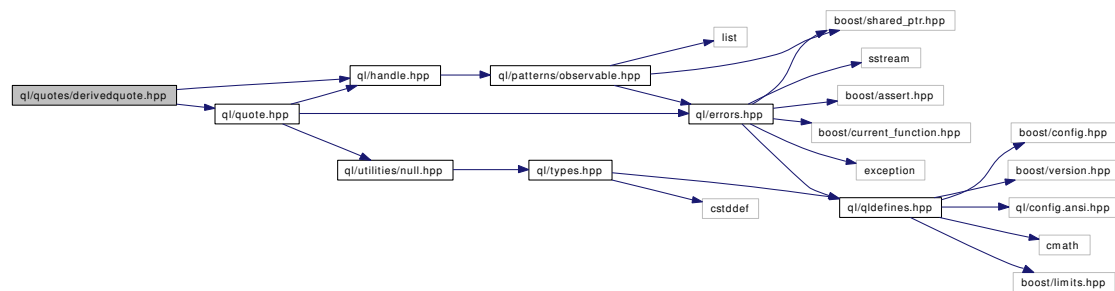 boost/shared_ptr.hpp
list
sstream
ql/handle.hpp
ql/patterns/observable.hpp
ql/quotes/derivedquote.hpp
boost/assert.hpp
ql/quote.hpp
ql/errors.hpp
boost/current_function.hpp
boost/config.hpp
ql/utilities/null.hpp
ql/types.hpp
exception
boost/version.hpp
cstddef
ql/qldefines.hpp
ql/config.ansi.hpp
cmath
boost/limits.hpp